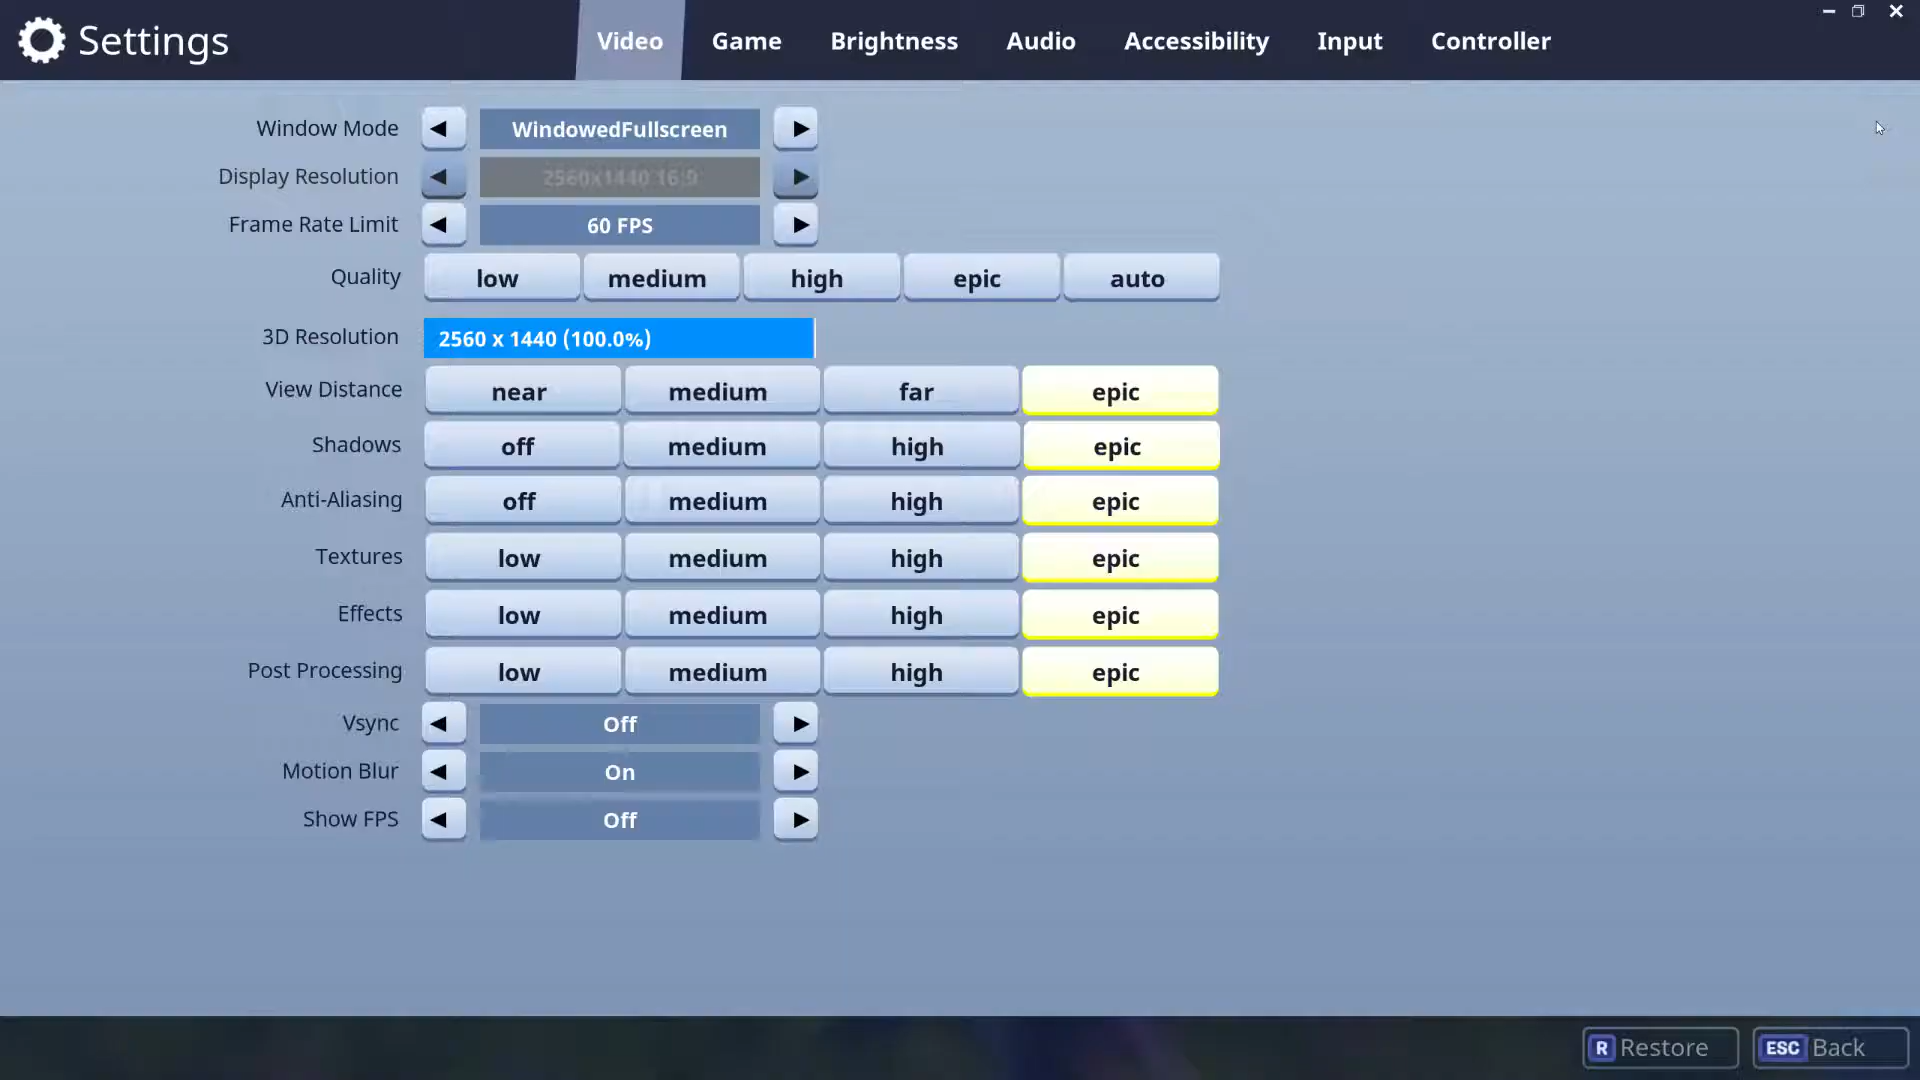 Settings
Video Game Brightness Audio Accessibility Input Controller
Window Mode WindowedFullscreen
Display Resolution 2560x1440 16:9
Frame Rate Limit 60 FPS
Quality low medium high epic auto
3D Resolution 2560 x 1440 (100.0%)
View Distance near medium far epic
Shadows off medium high epic
Anti-Aliasing off medium high epic
Textures low medium high epic
Effects low medium high epic
Post Processing low medium high epic
Vsync Off
Motion Blur On
Show FPS Off
R Restore ESC Back